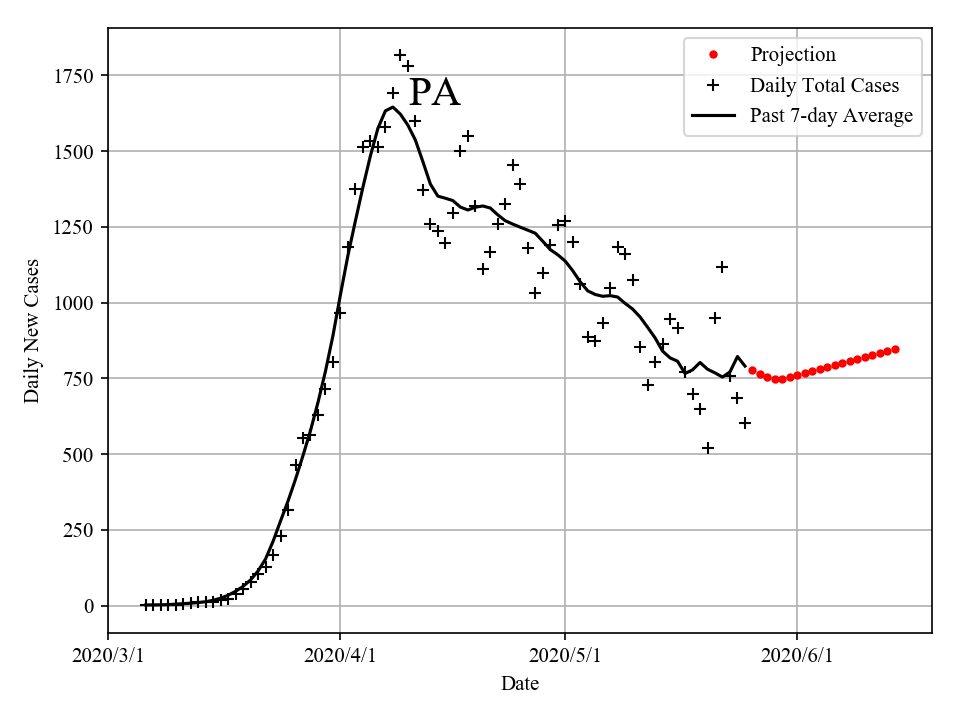 PA
Projection
Daily Total Cases
Past 7-day Average
Daily New Cases
1750
1500
1250
1000
750
500
250
0
2020/3/1
2020/4/1
2020/5/1
2020/6/1
Date